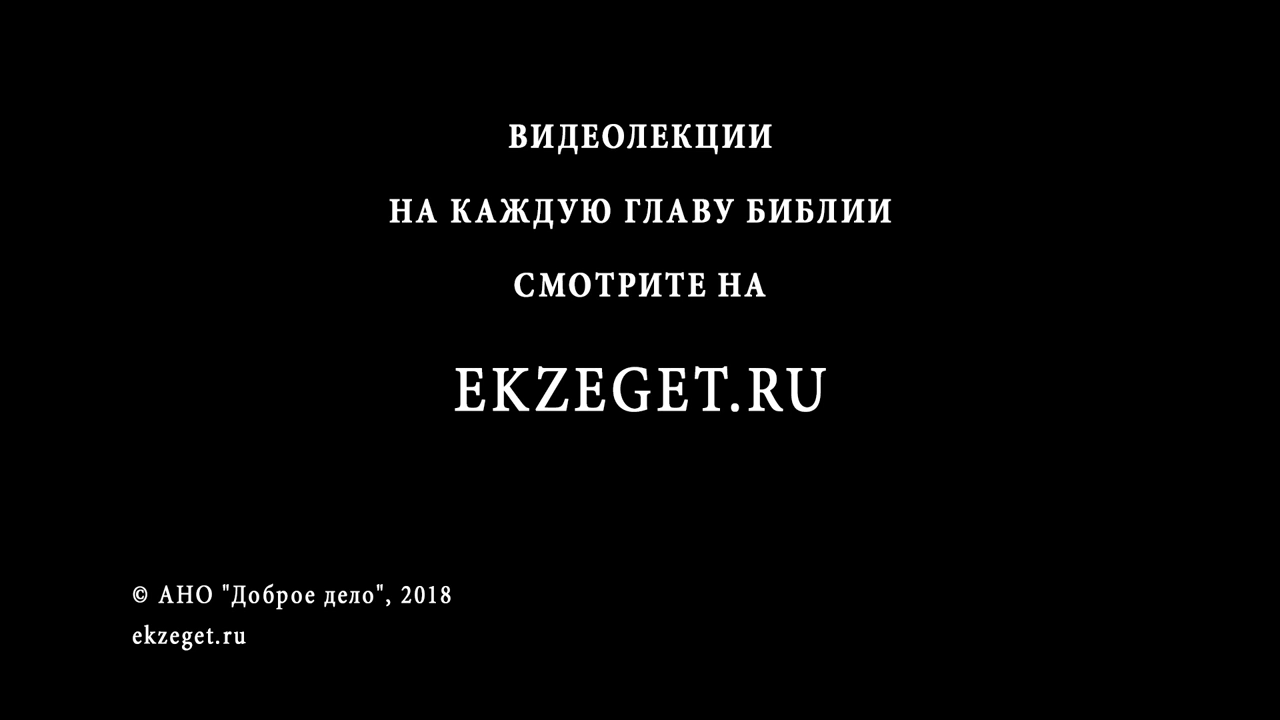 ВИДЕОЛЕКЦИИ
НА КАЖДУЮ ГЛАВУ БИБЛИИ
СМОТРИТЕ НА
EKZEGET.RU
© АНО "Доброе дело", 2018
ekzeget.ru